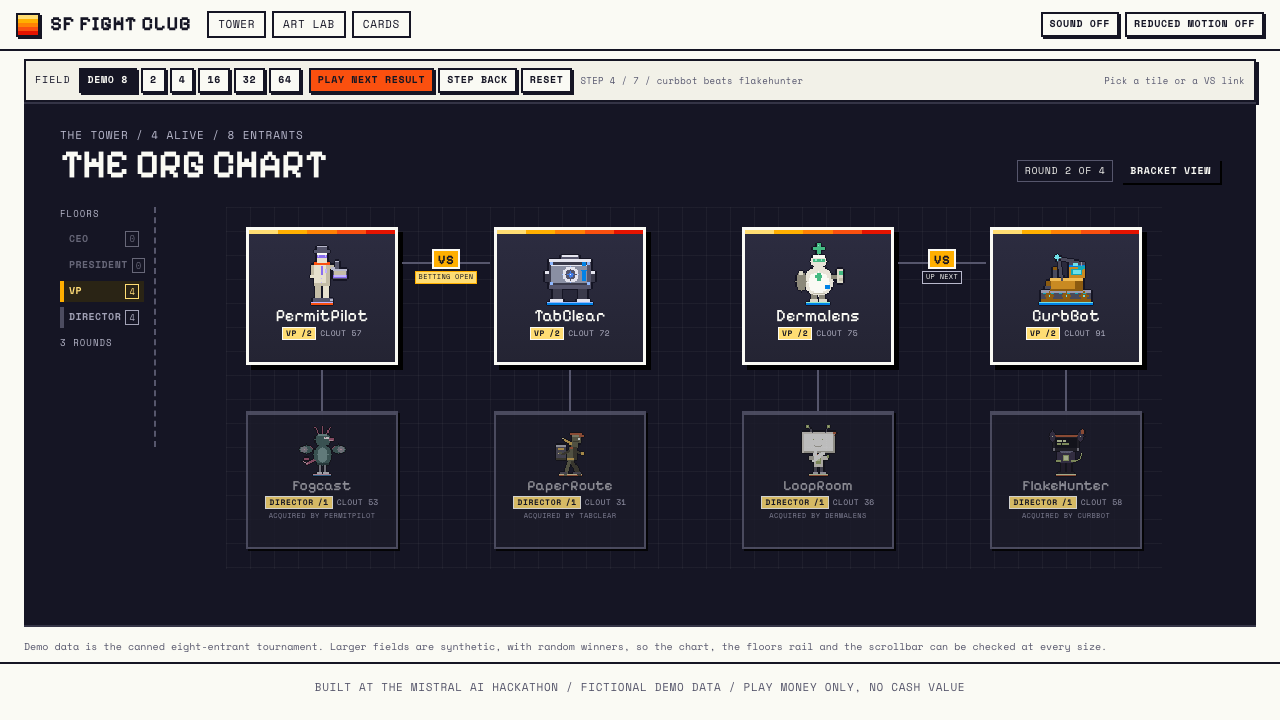 SF FIGHT CLUB
TOWER
ART LAB
CARDS
SOUND OFF
REDUCED MOTION OFF
FIELD
DEMO 8
2
4
16
32
64
PLAY NEXT RESULT
STEP BACK
RESET
STEP 4 / 7 / curbbot beats flakehunter
Pick a tile or a VS link
THE TOWER / 4 ALIVE / 8 ENTRANTS
THE ORG CHART
ROUND 2 OF 4
BRACKET VIEW
FLOORS
CEO 0
PRESIDENT 0
VP 4
DIRECTOR 4
3 ROUNDS
PermitPilot
VP /2 CLOUT 57
VS
BETTING OPEN
TabClear
VP /2 CLOUT 72
Dermalens
VP /2 CLOUT 75
VS
UP NEXT
CurbBot
VP /2 CLOUT 91
Fogcast
DIRECTOR /1 CLOUT 53
ACQUIRED BY PERMITPILOT
PaperRoute
DIRECTOR /1 CLOUT 31
ACQUIRED BY TABCLEAR
LoopRoom
DIRECTOR /1 CLOUT 36
ACQUIRED BY DERMALENS
FlakeHunter
DIRECTOR /1 CLOUT 58
ACQUIRED BY CURBBOT
Demo data is the canned eight-entrant tournament. Larger fields are synthetic, with random winners, so the chart, the floors rail and the scrollbar can be checked at every size.
BUILT AT THE MISTRAL AI HACKATHON / FICTIONAL DEMO DATA / PLAY MONEY ONLY, NO CASH VALUE